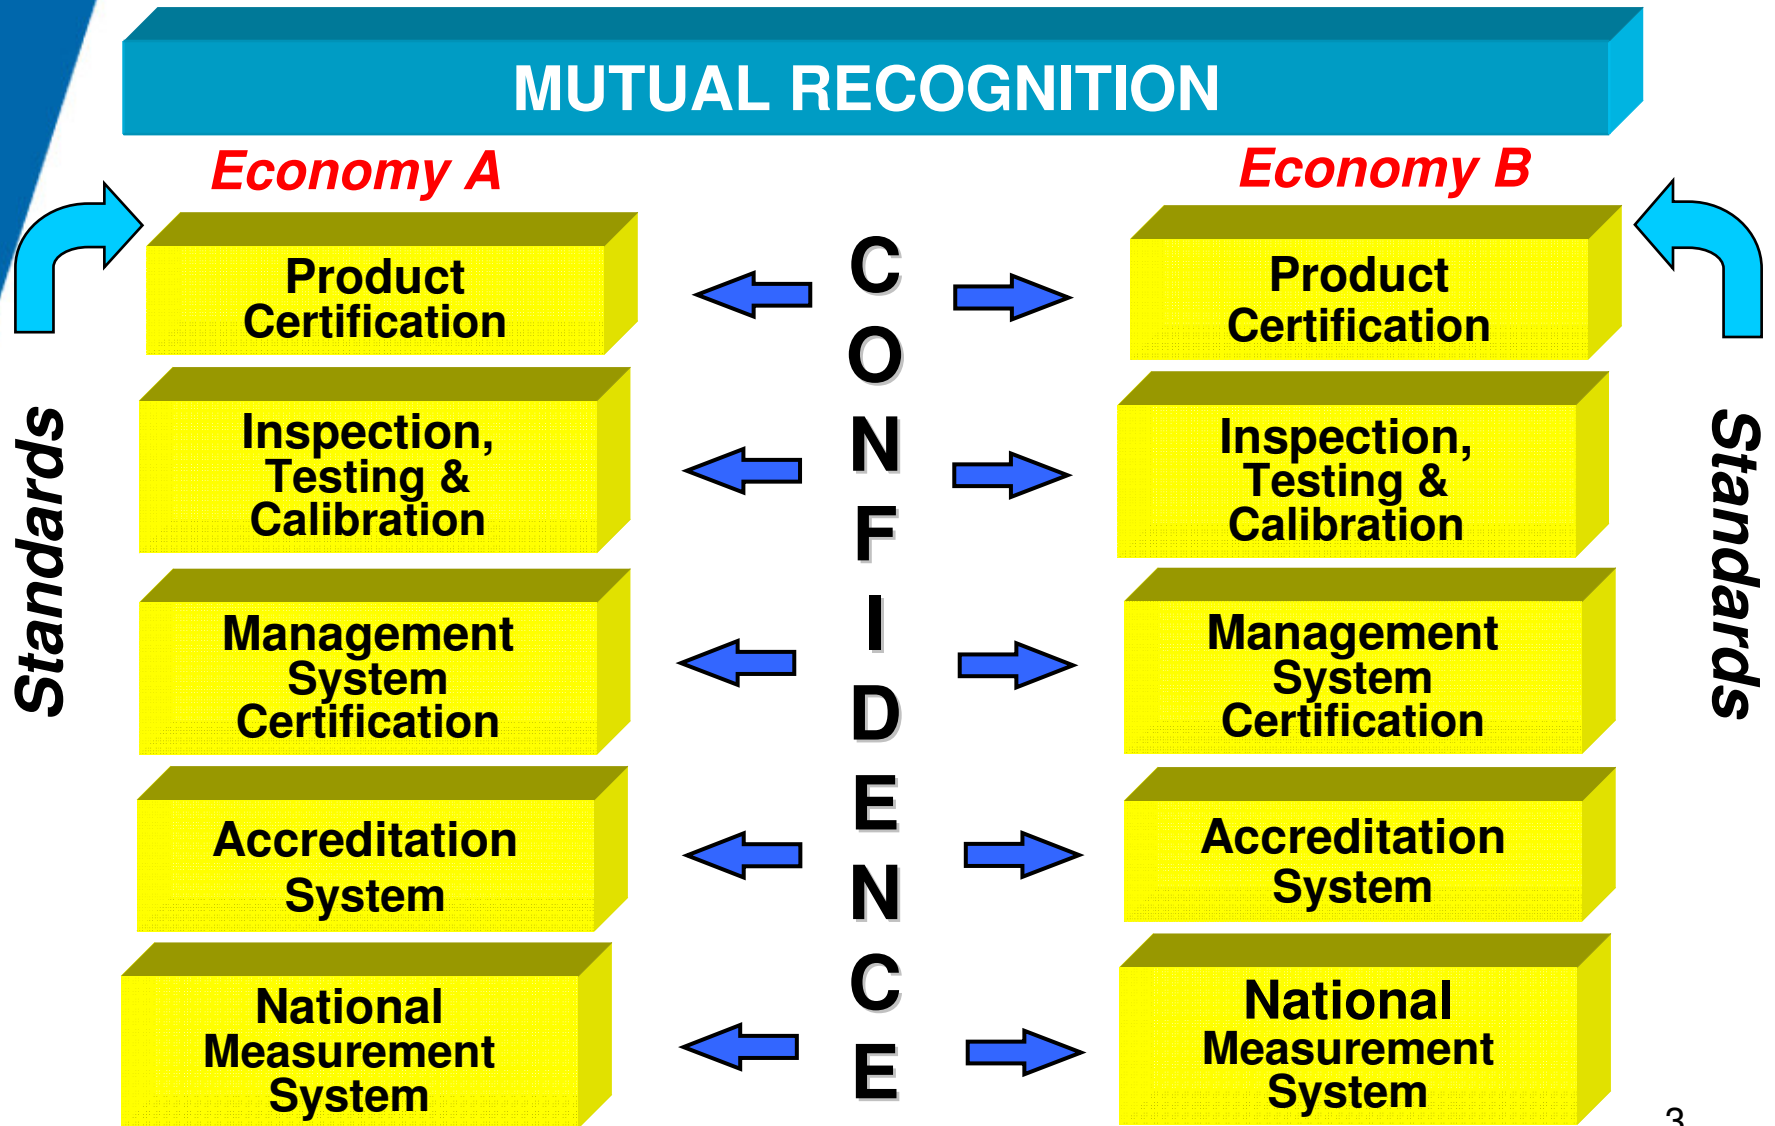 MUTUAL RECOGNITION
Economy A
Economy B
Standards
Product
Certification
Inspection,
Testing &
Calibration
Management
System
Certification
Accreditation
System
National
Measurement
System
C
O
N
F
I
D
E
N
C
E
Product
Certification
Inspection,
Testing &
Calibration
Management
System
Certification
Accreditation
System
National
Measurement
System
Standards
3